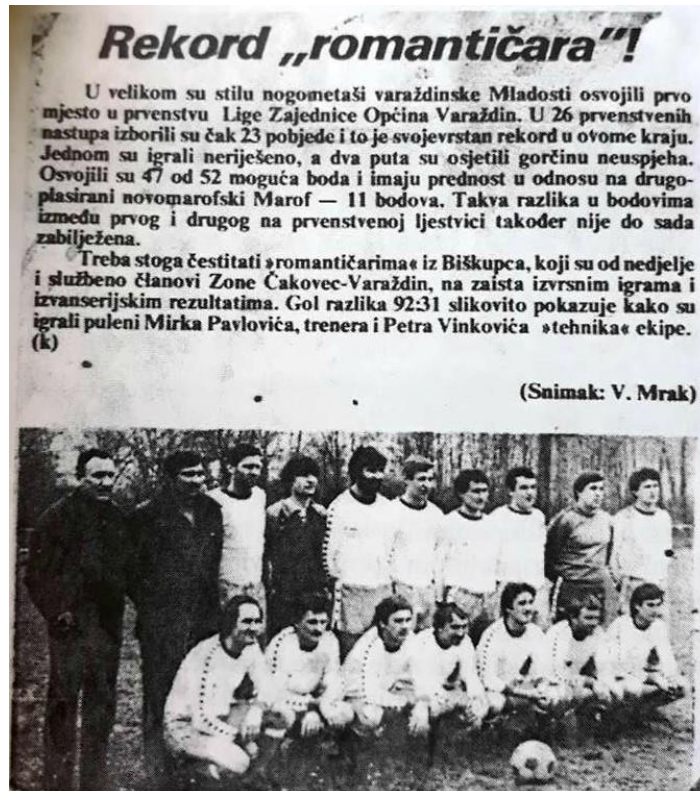 Rekord „romantičara”!
U velikom su stilu nogometaši varaždinske Mladosti osvojili prvo
mjesto u prvenstvu Lige Zajednice Općina Varaždin. U 26 prvenstvenih
nastupa izborili su čak 23 pobjede i to je svojevrstan rekord u ovome kraju.
Jednom su igrali neriješeno, a dva puta su osjetili gorčinu neuspjeha.
Osvojili su 47 od 52 moguća boda i imaju prednost u odnosu na drugo-
plasirani novomarofski Marof — 11 bodova. Takva razlika u bodovima
između prvog i drugog na prvenstvenoj ljestvici također nije do sada
zabilježena.
Treba stoga čestitati »romantičarima« iz Biškupca, koji su od nedjelje
i službeno članovi Zone Čakovec-Varaždin, na zaista izvrsnim igrama i
izvanserijskim rezultatima. Gol razlika 92:31 slikovito pokazuje kako su
igrali puleni Mirka Pavlovića, trenera i Petra Vinkovića »tehnika« ekipe.
(k)
(Snimak: V. Mrak)